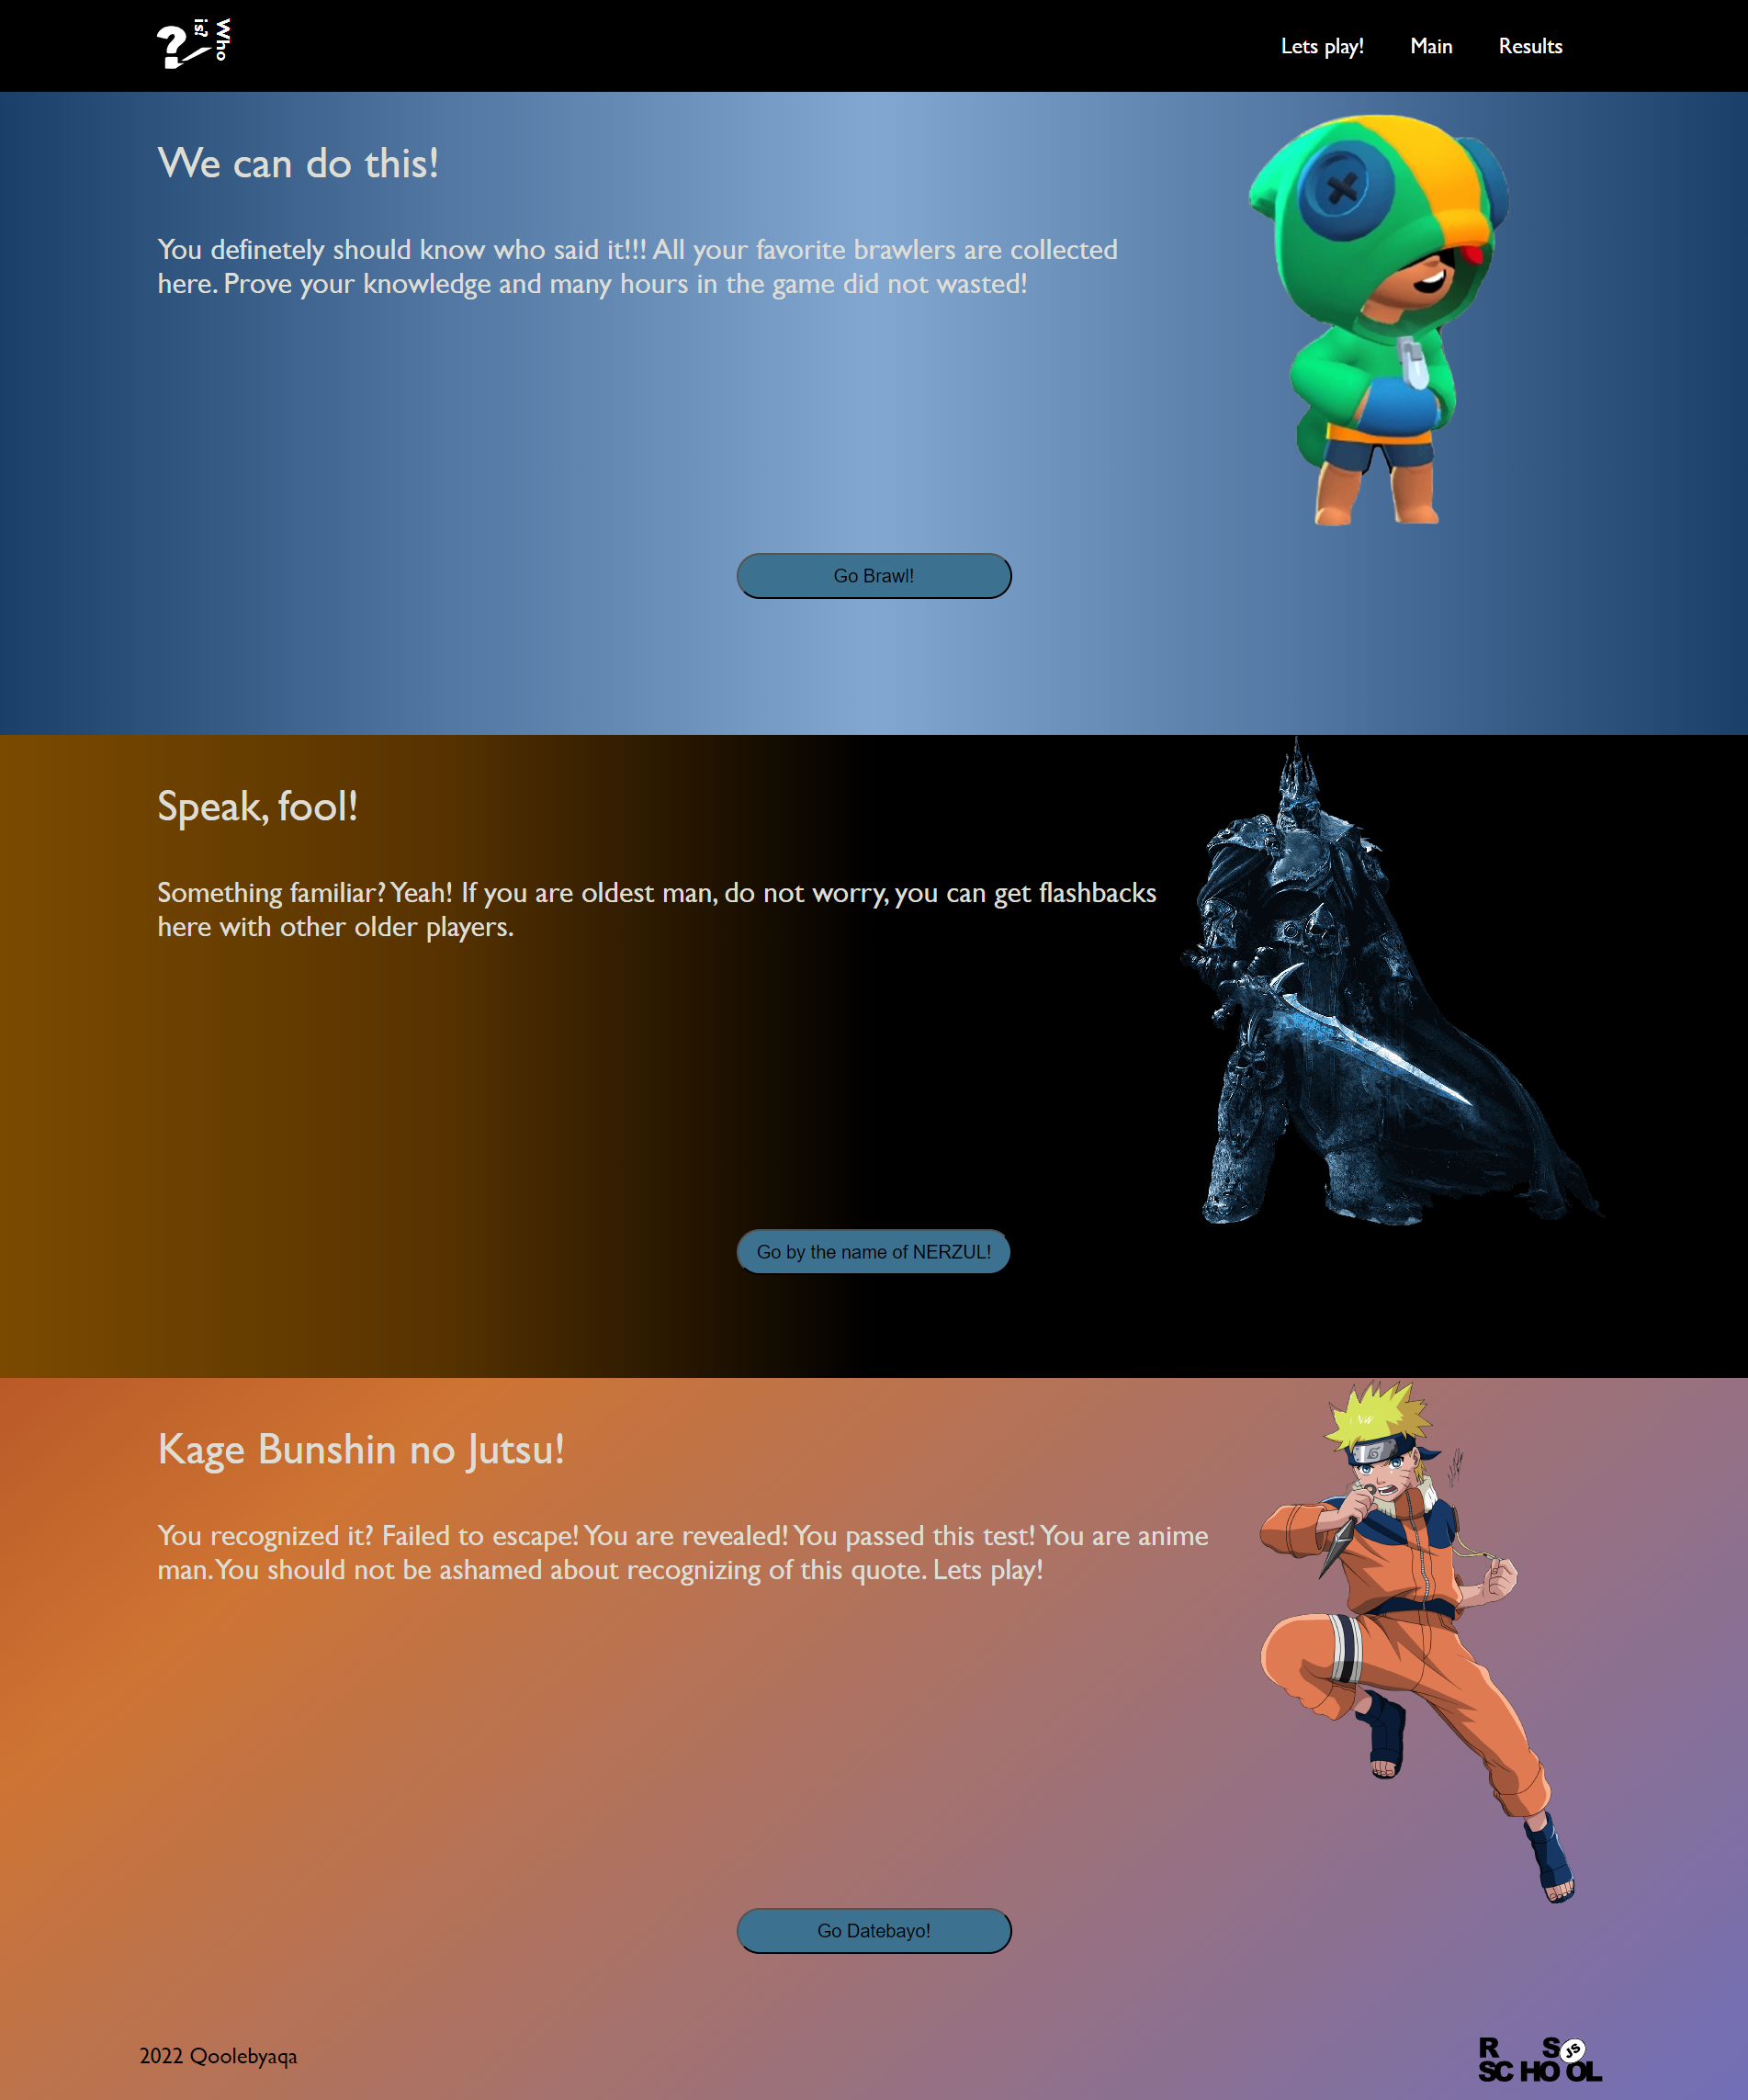 Who
is?
Lets play! Main Results
We can do this!
You definetely should know who said it!!! All your favorite brawlers are collected
here. Prove your knowledge and many hours in the game did not wasted!
Go Brawl!
Speak, fool!
Something familiar? Yeah! If you are oldest man, do not worry, you can get flashbacks
here with other older players.
Go by the name of NERZUL!
Kage Bunshin no Jutsu!
You recognized it? Failed to escape! You are revealed! You passed this test! You are anime
man. You should not be ashamed about recognizing of this quote. Lets play!
Go Datebayo!
2022 Qoolebyaqa
R S JS
SCHOOL